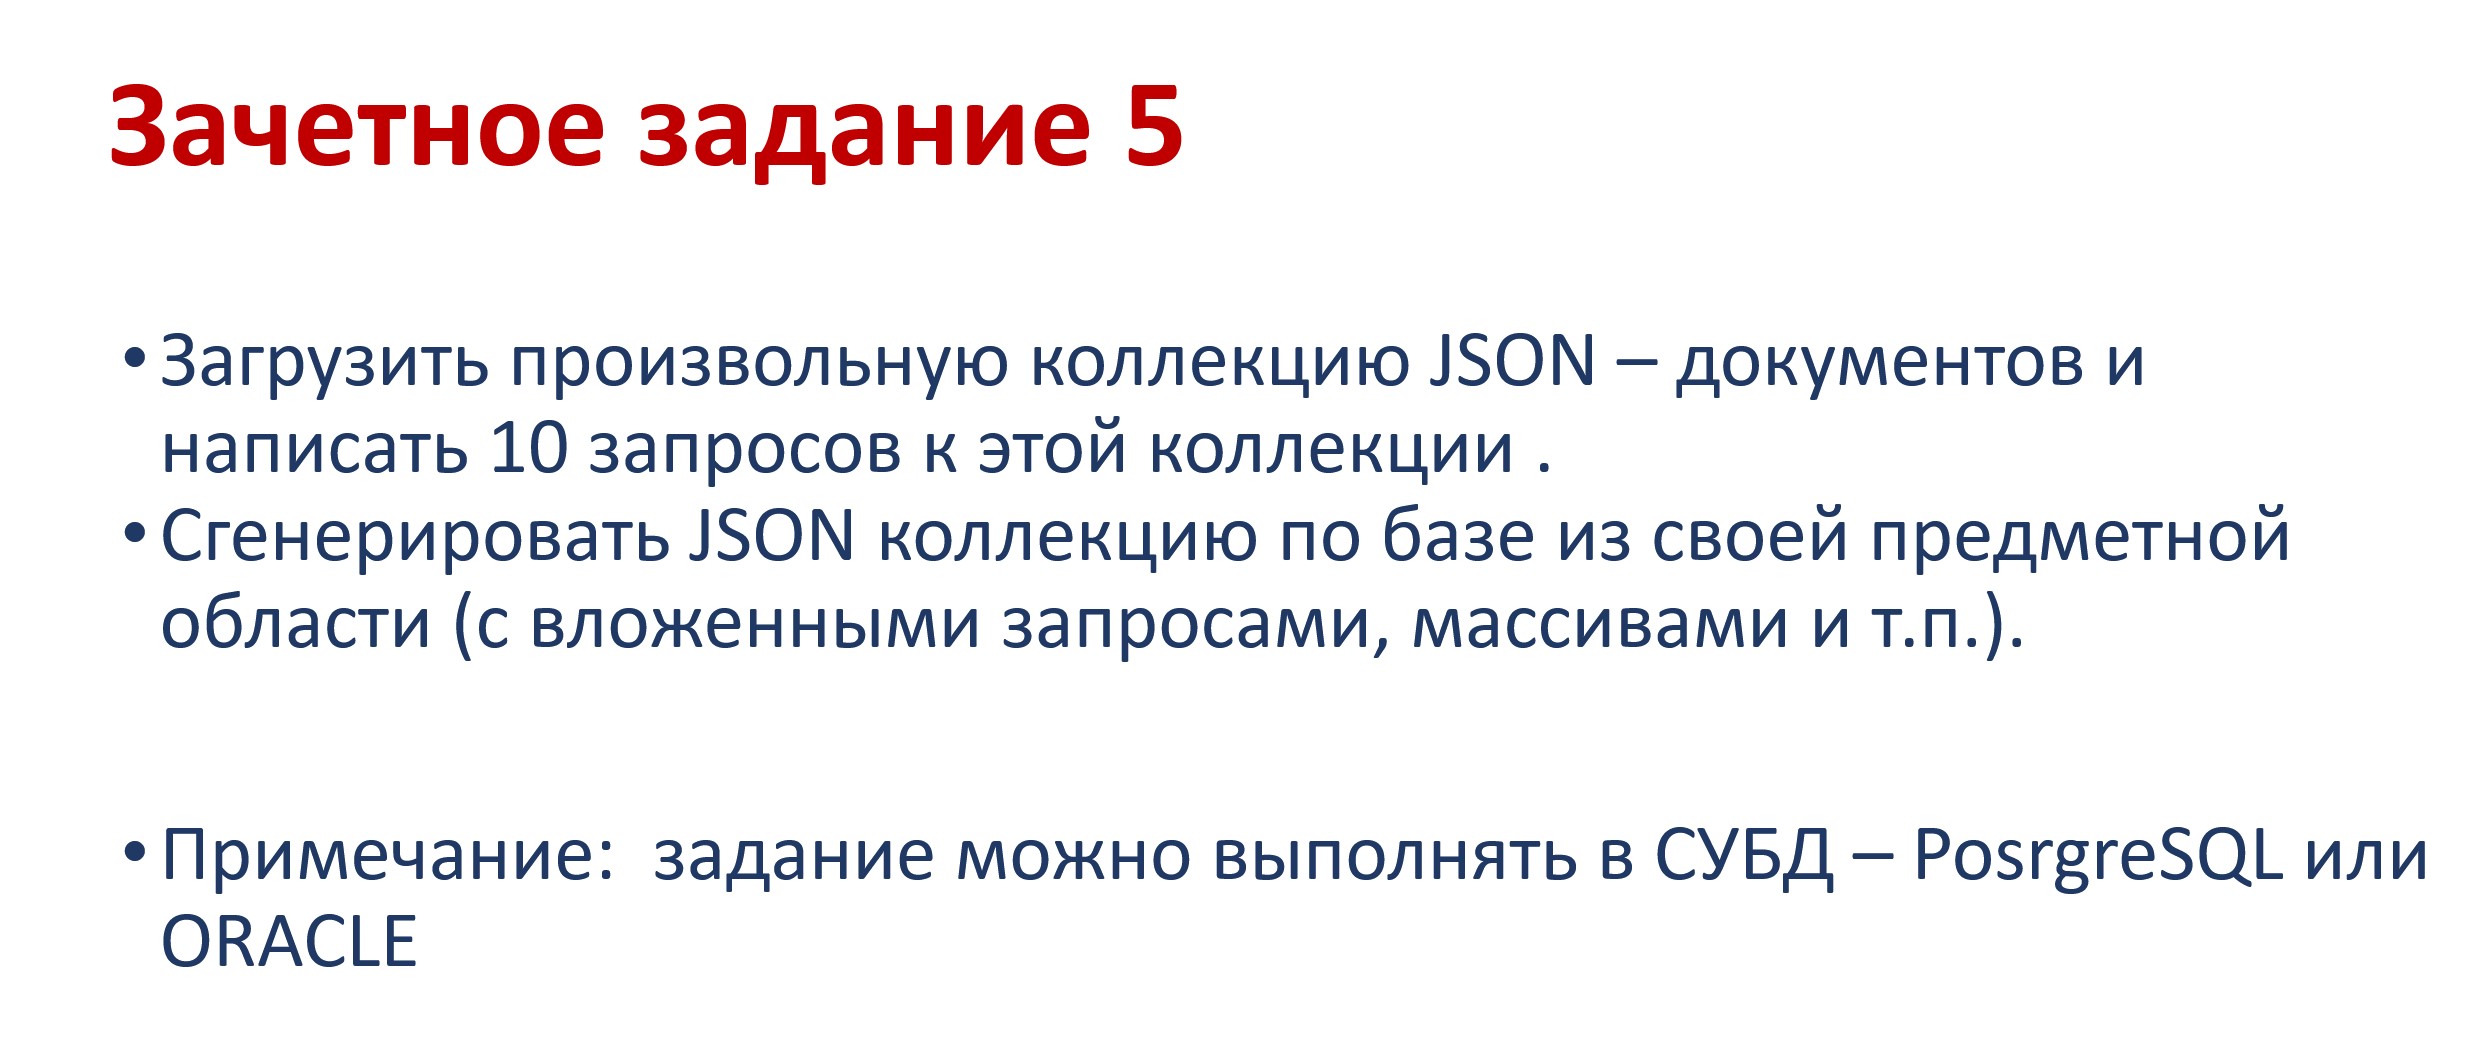 Зачетное задание 5
•Загрузить произвольную коллекцию JSON – документов и
написать 10 запросов к этой коллекции .
•Сгенерировать JSON коллекцию по базе из своей предметной
области (с вложенными запросами, массивами и т.п.).
•Примечание:  задание можно выполнять в СУБД – PosrgreSQL или
ORACLE